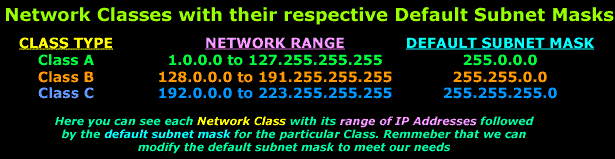 Network Classes with their respective Default Subnet Masks
CLASS TYPE NETWORK RANGE DEFAULT SUBNET MASK
Class A 1.0.0.0 to 127.255.255.255 255.0.0.0
Class B 128.0.0.0 to 191.255.255.255 255.255.0.0
Class C 192.0.0.0 to 223.255.255.255 255.255.255.0
Here you can see each Network Class with its range of IP Addresses followed
by the default subnet mask for the particular Class. Remmeber that we can
modify the default subnet mask to meet our needs